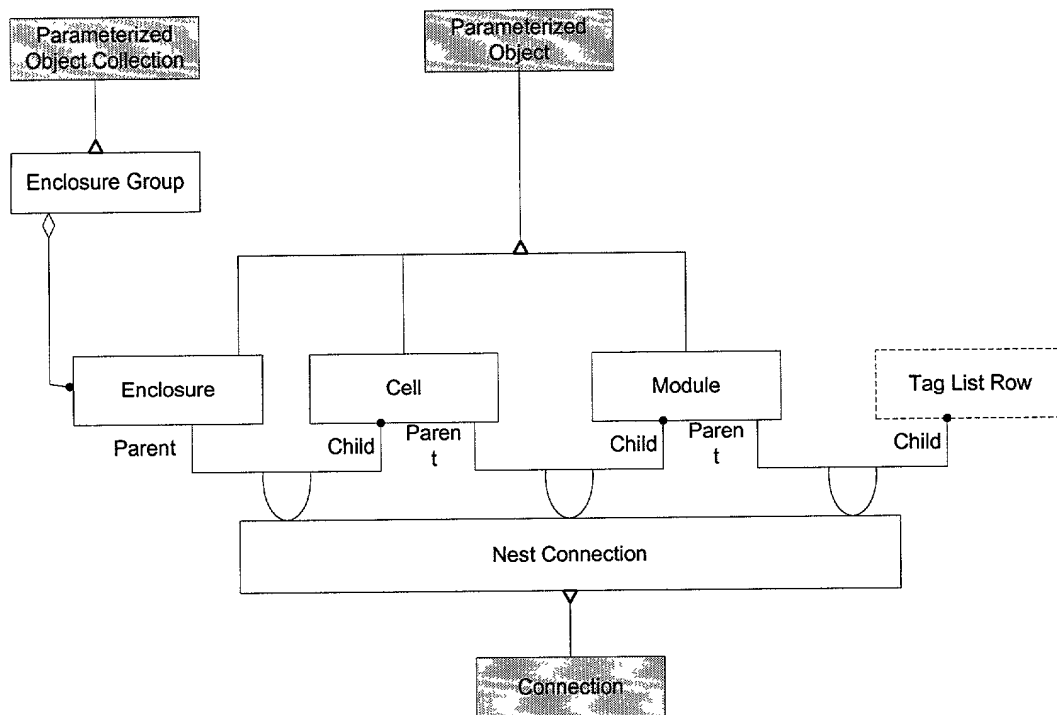 Parameterized
Object Collection
Parameterized
Object
Enclosure Group
Enclosure
Cell
Module
Tag List Row
Parent
Child
Paren
t
Child
Paren
t
Child
Nest Connection
Connection